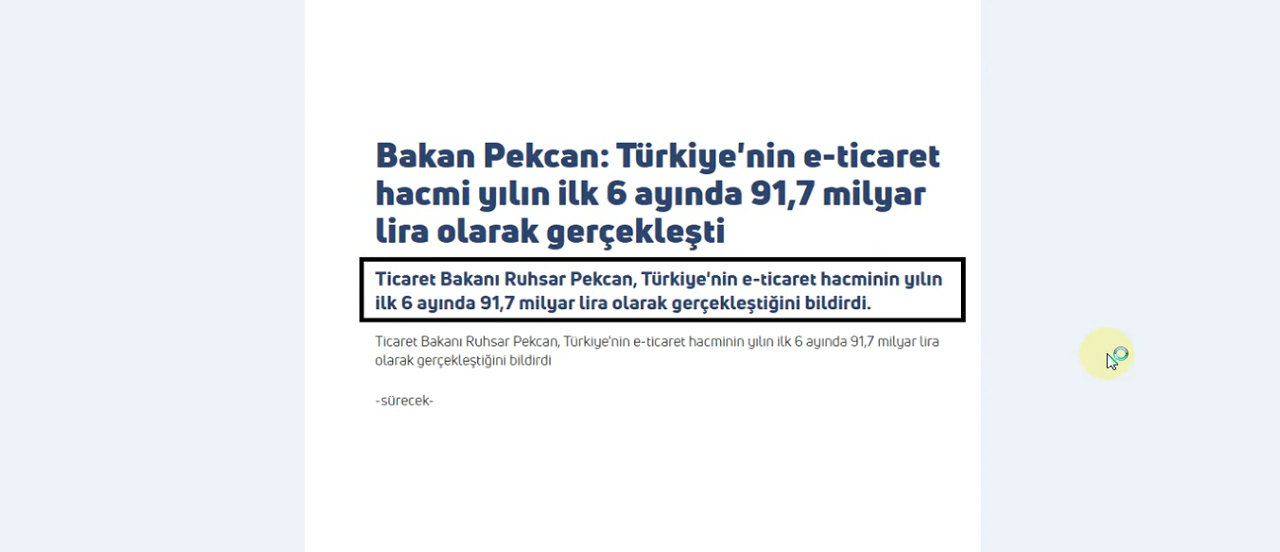 Bakan Pekcan: Türkiye'nin e-ticaret
hacmi yılın ilk 6 ayında 91,7 milyar
lira olarak gerçekleşti
Ticaret Bakanı Ruhsar Pekcan, Türkiye'nin e-ticaret hacminin yılın
ilk 6 ayında 91,7 milyar lira olarak gerçekleştiğini bildirdi.
Ticaret Bakanı Ruhsar Pekcan, Türkiye'nin e-ticaret hacminin yılın ilk 6 ayında 91,7 milyar lira
olarak gerçekleştiğini bildirdi
-sürecek-